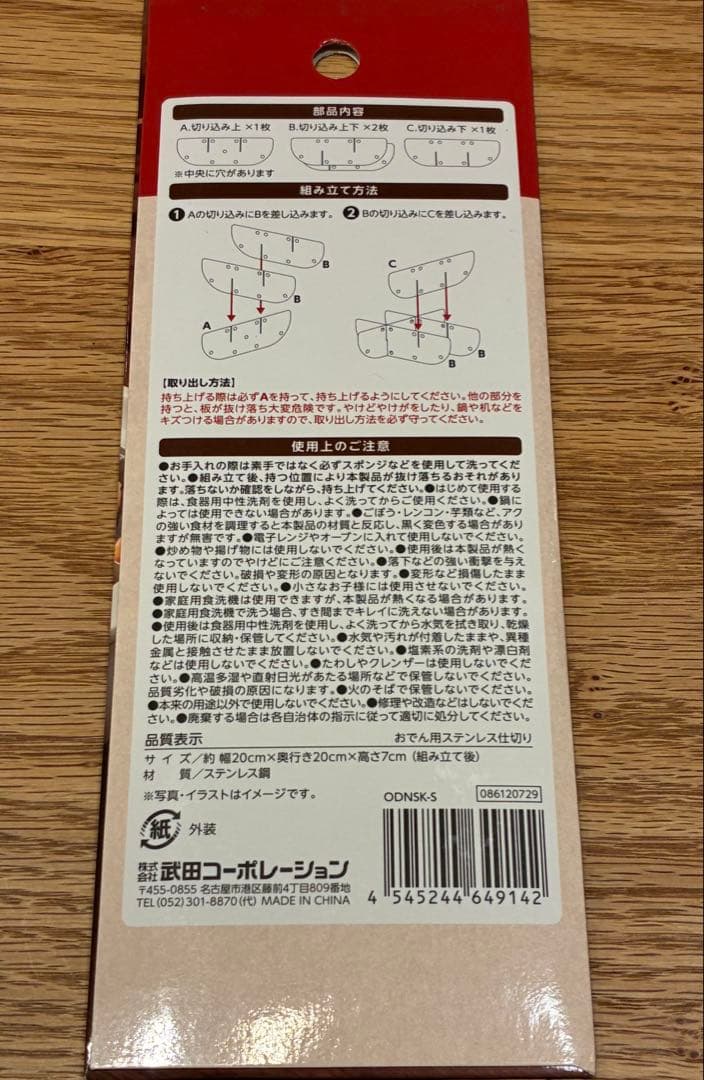 部品内容
A.切り込み上 ×1枚 B.切り込み上下 ×2枚 C.切り込み下 ×1枚
※中央に穴があります
組み立て方法
❶Aの切り込みにBを差し込みます。 ❷Bの切り込みにCを差し込みます。
B
B
A
C
B
B
【取り出し方法】
持ち上げる際は必ずAを持って、持ち上げるようにしてください。他の部分を
持つと、板が抜け落ち大変危険です。やけどやけがをしたり、鍋や机などを
キズつける場合がありますので、取り出し方法を必ず守ってください。
使用上のご注意
●お手入れの際は素手ではなく必ずスポンジなどを使用して洗ってくだ
さい。●組み立て後、持つ位置により本製品が抜け落ちるおそれがあり
ます。落ちないか確認をしながら、持ち上げてください。●はじめて使用する
際は、食器用中性洗剤を使用し、よく洗ってからご使用ください。●鍋に
よっては使用できない場合があります。●ごぼう・レンコン・芋類など、アク
の強い食材を調理すると本製品の材質と反応し、黒く変色する場合があり
ますが無害です。●電子レンジやオーブンに入れて使用しないでください。
●炒め物や揚げ物には使用しないでください。●使用後は本製品が熱く
なっていますのでやけどにご注意ください。●落下などの強い衝撃を与え
ないでください。破損や変形の原因となります。●変形など損傷したまま
使用しないでください。●小さなお子様には使用させないでください。
●家庭用食洗機は使用できますが、本製品が熱くなる場合があります。
●家庭用食洗機で洗う場合、すき間までキレイに洗えない場合があります。
●使用後は食器用中性洗剤を使用し、よく洗ってから水気を拭き取り、乾燥
した場所に収納・保管してください。●水気や汚れが付着したままや、異種
金属と接触させたまま放置しないでください。●塩素系の洗剤や漂白剤
などは使用しないでください。●たわしやクレンザーは使用しないでくだ
さい。●高温多湿や直射日光があたる場所などで保管しないでください。
品質劣化や破損の原因になります。●火のそばで保管しないでください。
●本来の用途以外で使用しないでください。●修理や改造などはしないでくだ
さい。●廃棄する場合は各自治体の指示に従って適切に処分してください。
品質表示 おでん用ステンレス仕切り
サイズ/約 幅20cm×奥行き20cm×高さ7cm(組み立て後)
材 質/ステンレス鋼
※写真・イラストはイメージです。
ODNSK-S 086120729
紙 外装
株式会社 武田コーポレーション
〒455-0855 名古屋市港区藤前4丁目809番地
TEL(052)301-8870(代) MADE IN CHINA
4 545244 649142